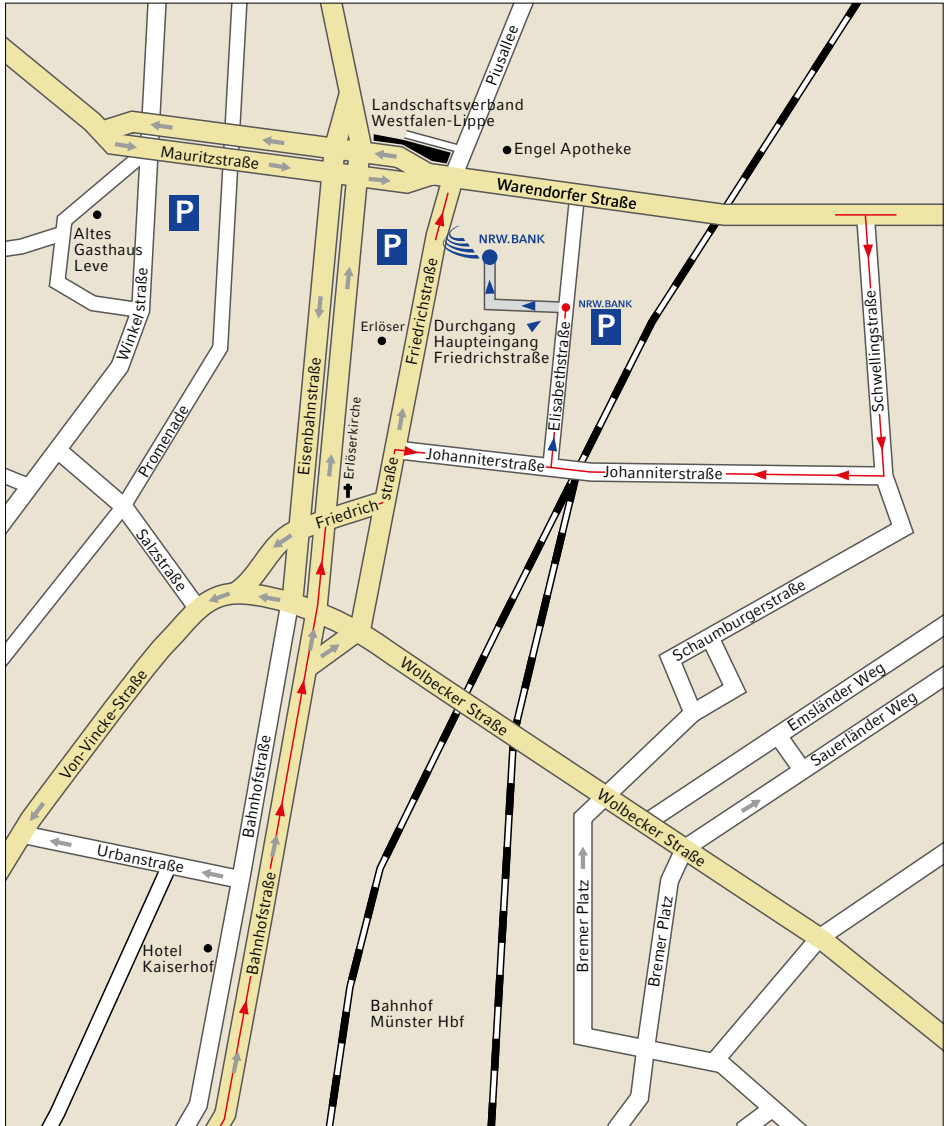 Piusallee
Landschaftsverband
Westfalen-Lippe
Engel Apotheke
Mauritzstraße
Warendorfer Straße
P
Altes
Gasthaus
Leve
P
NRW.BANK
NRW.BANK
P
Durchgang
Haupteingang
Friedrichstraße
Erlöser
Friedrichstraße
Winkelstraße
Elisabethstraße
Schwellingstraße
Eisenbahnstraße
Erlöserkirche
Promenade
Johanniterstraße
Johanniterstraße
Friedrich-
straße
Salzstraße
Schaumburgerstraße
Von-Vincke-Straße
Wolbecker Straße
Emsländer Weg
Sauerländer Weg
Bahnhofstraße
Wolbecker Straße
Urbanstraße
Bahnhofstraße
Bremer Platz
Bremer Platz
Hotel
Kaiserhof
Bahnhof
Münster Hbf